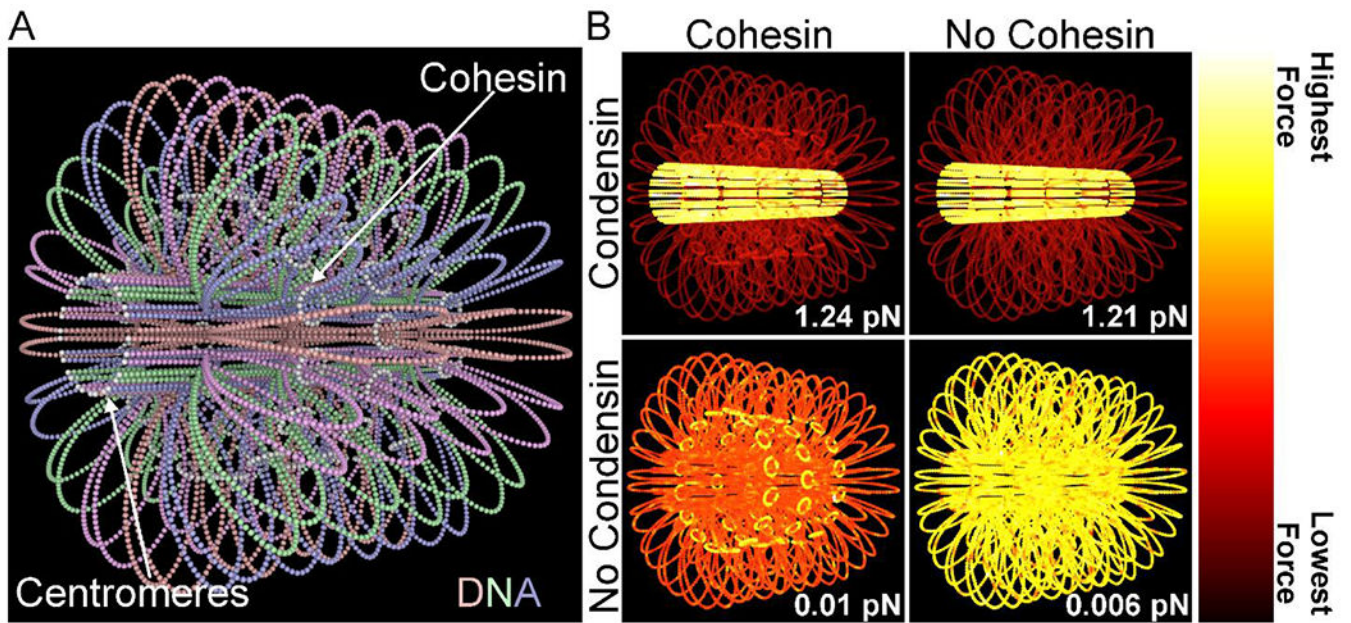 A
Cohesin
Centromeres
DNA
B
Cohesin
No Cohesin
Condensin
1.24 pN
1.21 pN
No Condensin
0.01 pN
0.006 pN
Highest
Force
Lowest
Force